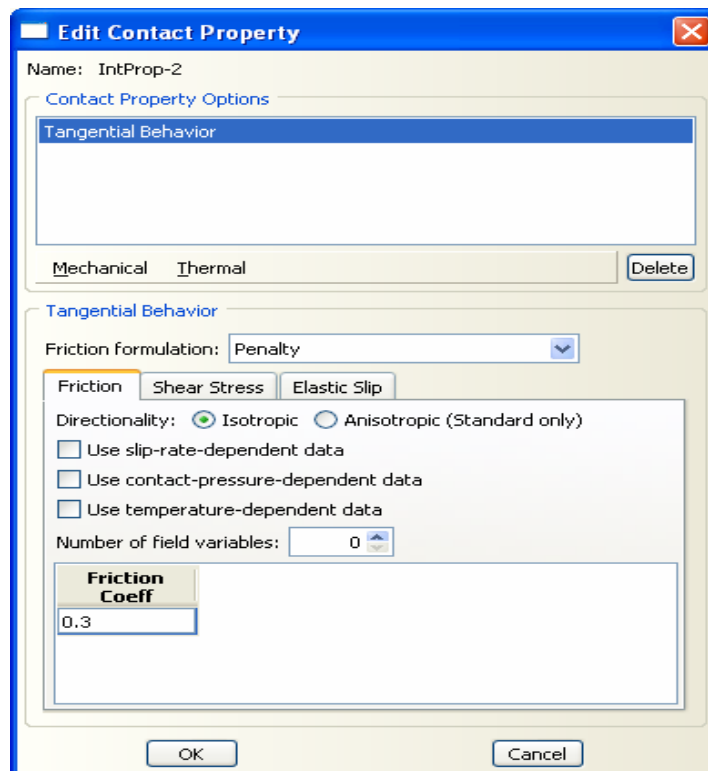 Edit Contact Property
Name: IntProp-2
Contact Property Options
Tangential Behavior
Mechanical Thermal Delete
Tangential Behavior
Friction formulation: Penalty
Friction Shear Stress Elastic Slip
Directionality: Isotropic Anisotropic (Standard only)
Use slip-rate-dependent data
Use contact-pressure-dependent data
Use temperature-dependent data
Number of field variables: 0
Friction
Coeff
0.3
OK Cancel